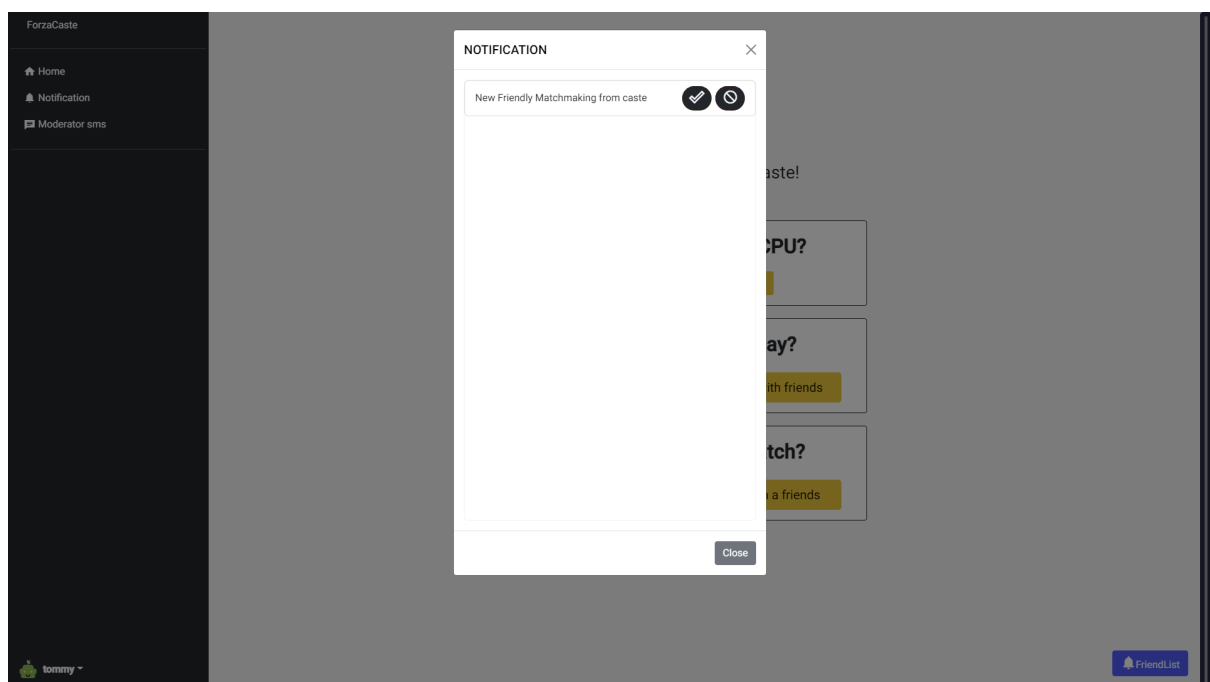 ForzaCaste
Home
Notification
Moderator sms
tommy
NOTIFICATION
New Friendly Matchmaking from caste
Close
aste!
CPU?
ay?
ith friends
tch?
a friends
FriendList